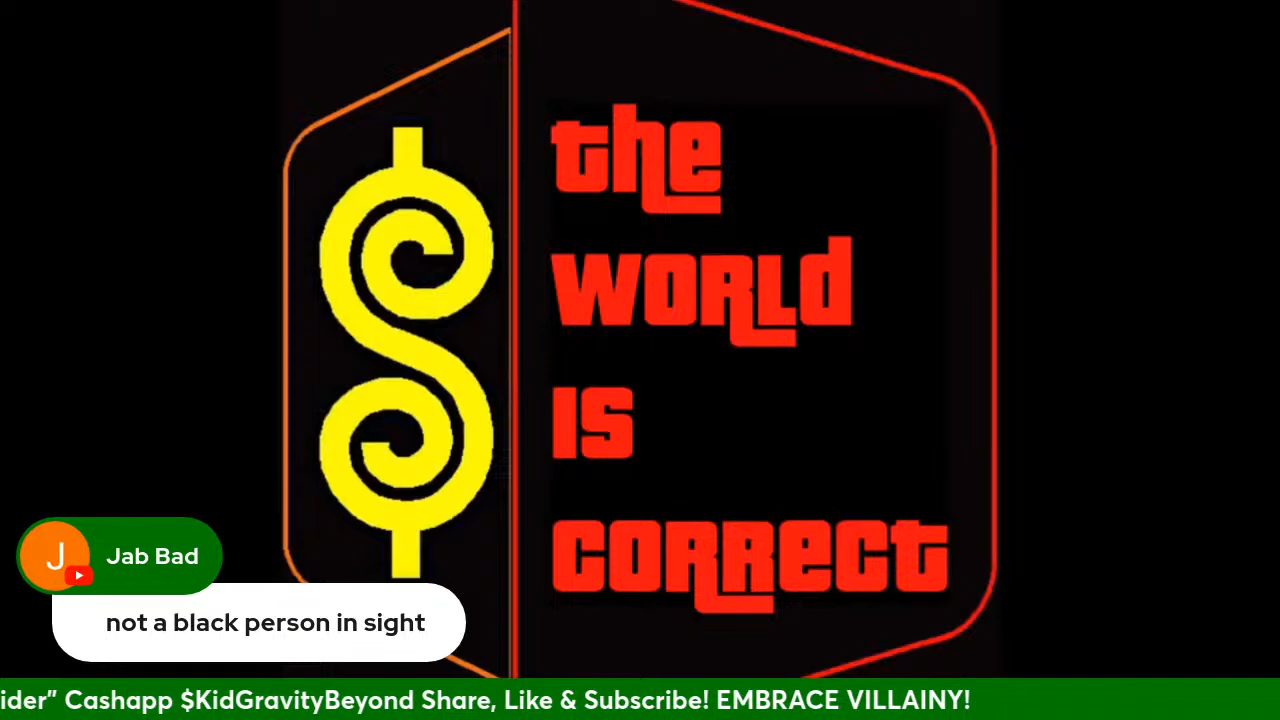 the
WORLD
IS
CORRect
J
Jab Bad
not a black person in sight
ider” Cashapp $KidGravityBeyond Share, Like & Subscribe! EMBRACE VILLAINY!